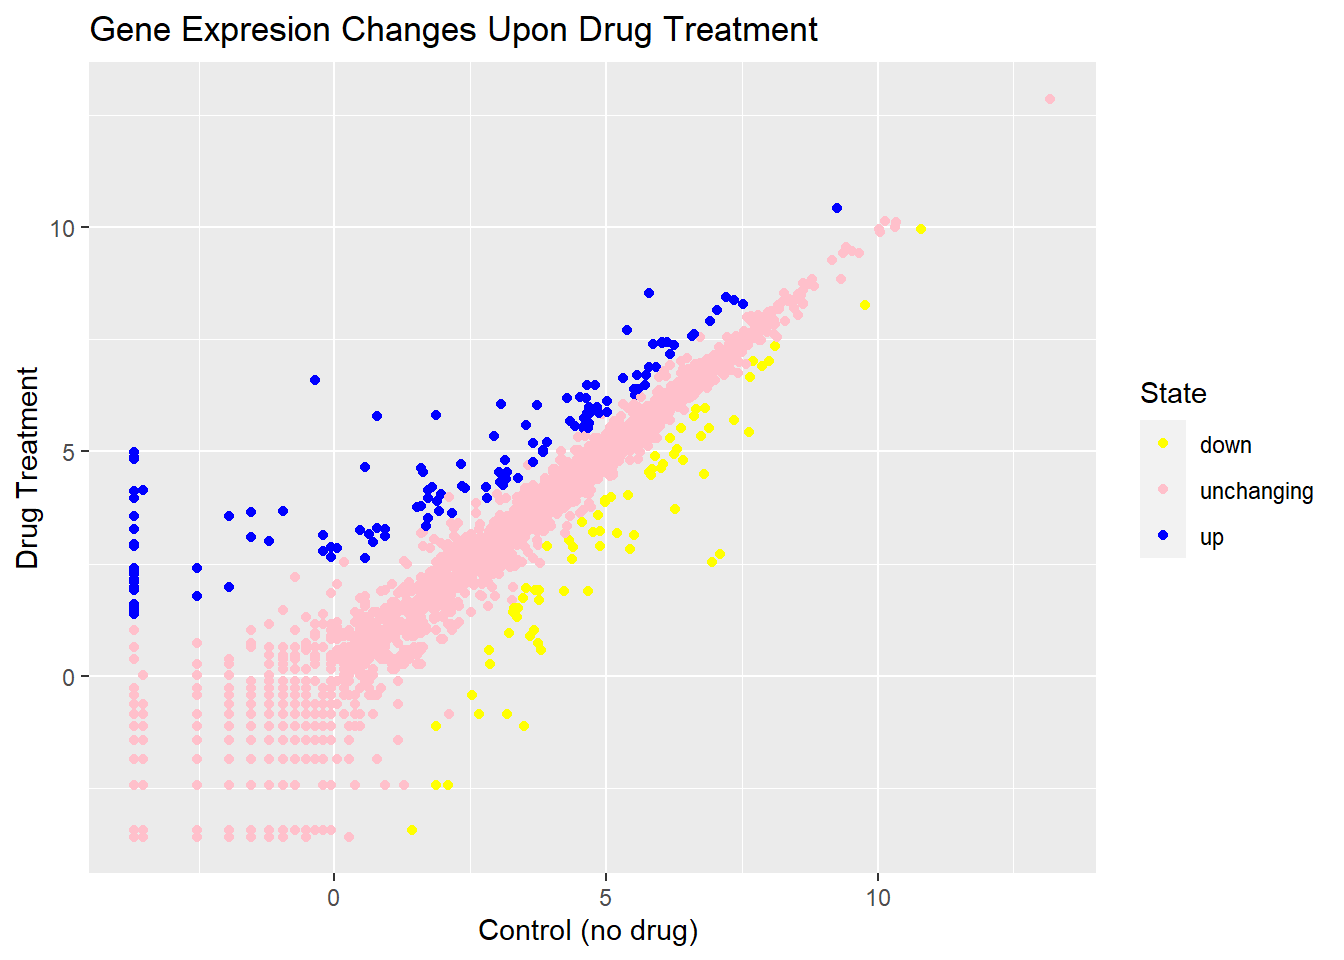 Gene Expresion Changes Upon Drug Treatment
10
5
0
Drug Treatment
0 5 10
Control (no drug)
State
down
unchanging
up